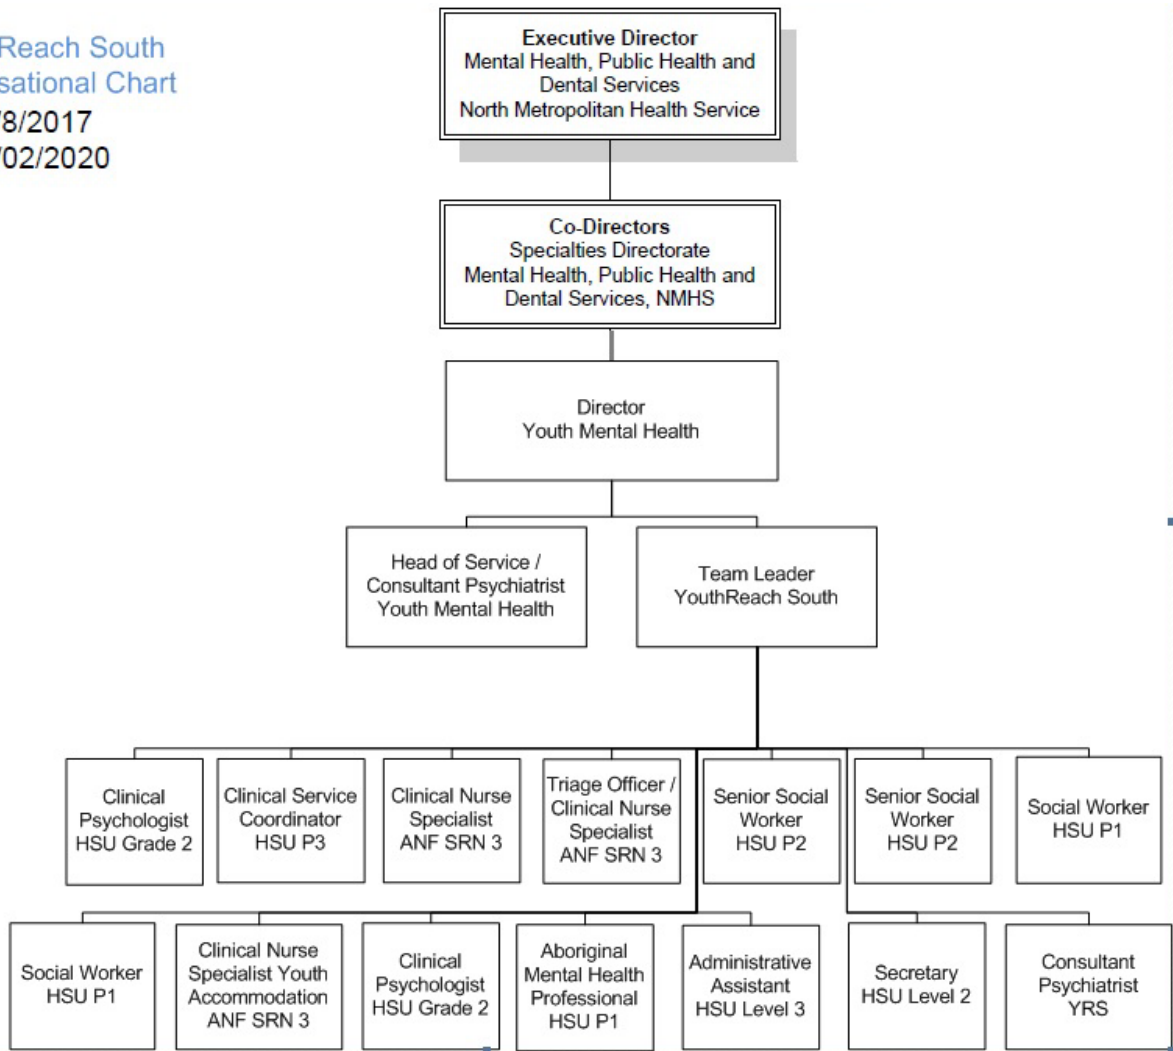 Reach South
sational Chart
/8/2017
/02/2020
Executive Director
Mental Health, Public Health and
Dental Services
North Metropolitan Health Service
Co-Directors
Specialties Directorate
Mental Health, Public Health and
Dental Services, NMHS
Director
Youth Mental Health
Head of Service /
Consultant Psychiatrist
Youth Mental Health
Team Leader
YouthReach South
Clinical
Psychologist
HSU Grade 2
Clinical Service
Coordinator
HSU P3
Clinical Nurse
Specialist
ANF SRN 3
Triage Officer /
Clinical Nurse
Specialist
ANF SRN 3
Senior Social
Worker
HSU P2
Senior Social
Worker
HSU P2
Social Worker
HSU P1
Social Worker
HSU P1
Clinical Nurse
Specialist Youth
Accommodation
ANF SRN 3
Clinical
Psychologist
HSU Grade 2
Aboriginal
Mental Health
Professional
HSU P1
Administrative
Assistant
HSU Level 3
Secretary
HSU Level 2
Consultant
Psychiatrist
YRS